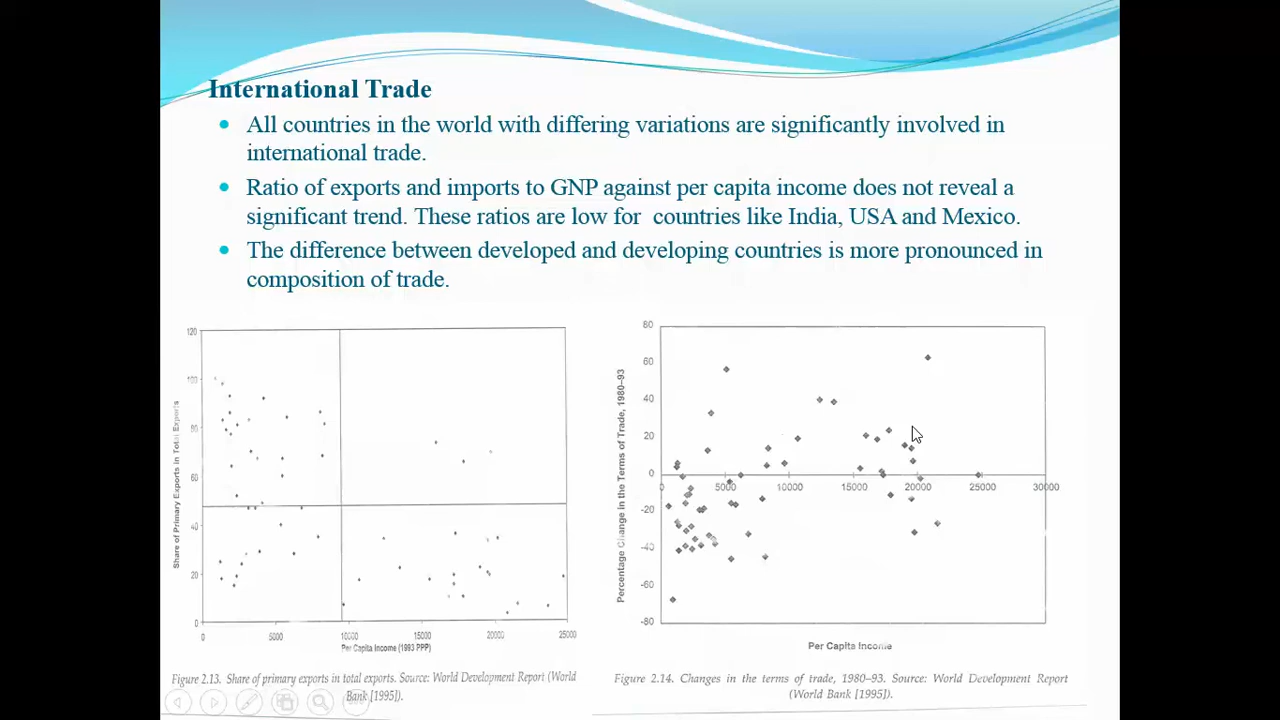 International Trade
All countries in the world with differing variations are significantly involved in
international trade.
Ratio of exports and imports to GNP against per capita income does not reveal a
significant trend. These ratios are low for countries like India, USA and Mexico.
The difference between developed and developing countries is more pronounced in
composition of trade.
Share of Primary Exports in Total Exports
120
100
80
60
40
20
0
0 5000 10000 15000 20000 25000
Per Capita Income (1993 PPP)
Figure 2.13. Share of primary exports in total exports. Source: World Development Report (World
Bank [1995]).
Percentage Change in the Terms of Trade, 1980–93
80
60
40
20
0
-20
-40
-60
-80
0 5000 10000 15000 20000 25000 30000
Per Capita Income
Figure 2.14. Changes in the terms of trade, 1980–93. Source: World Development Report
(World Bank [1995]).